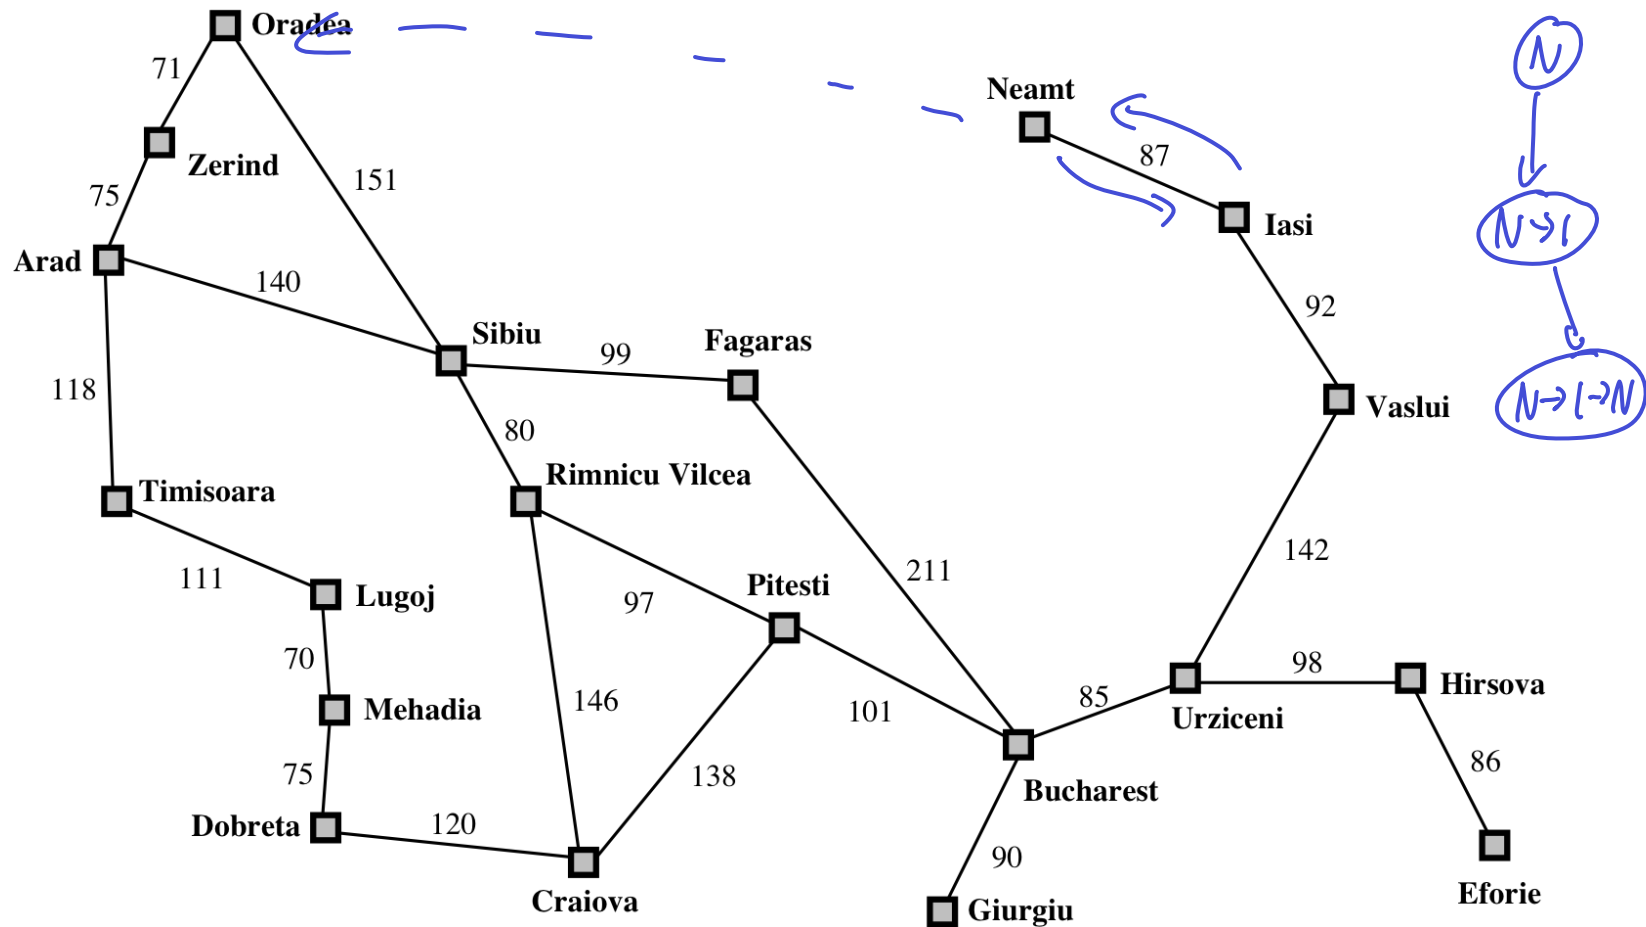 Oradea
N
71
Neamt
87
Zerind
151
75
Iasi
N→I
Arad
140
92
Sibiu
Fagaras
99
118
Vaslui
N→I→N
80
Rimnicu Vilcea
Timisoara
142
211
111
Lugoj
97
Pitesti
70
98
Hirsova
85
Urziceni
Mehadia
146
101
75
138
86
Bucharest
Dobreta
120
90
Craiova
Giurgiu
Eforie